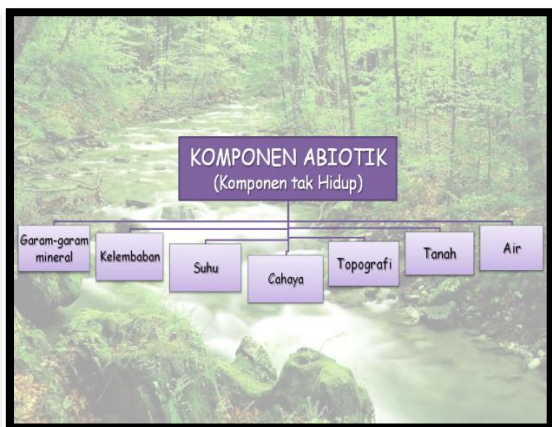 KOMPONEN ABIOTIK
(Komponen tak Hidup)
Garam-garam
mineral
Kelembaban
Suhu
Cahaya
Topografi
Tanah
Air